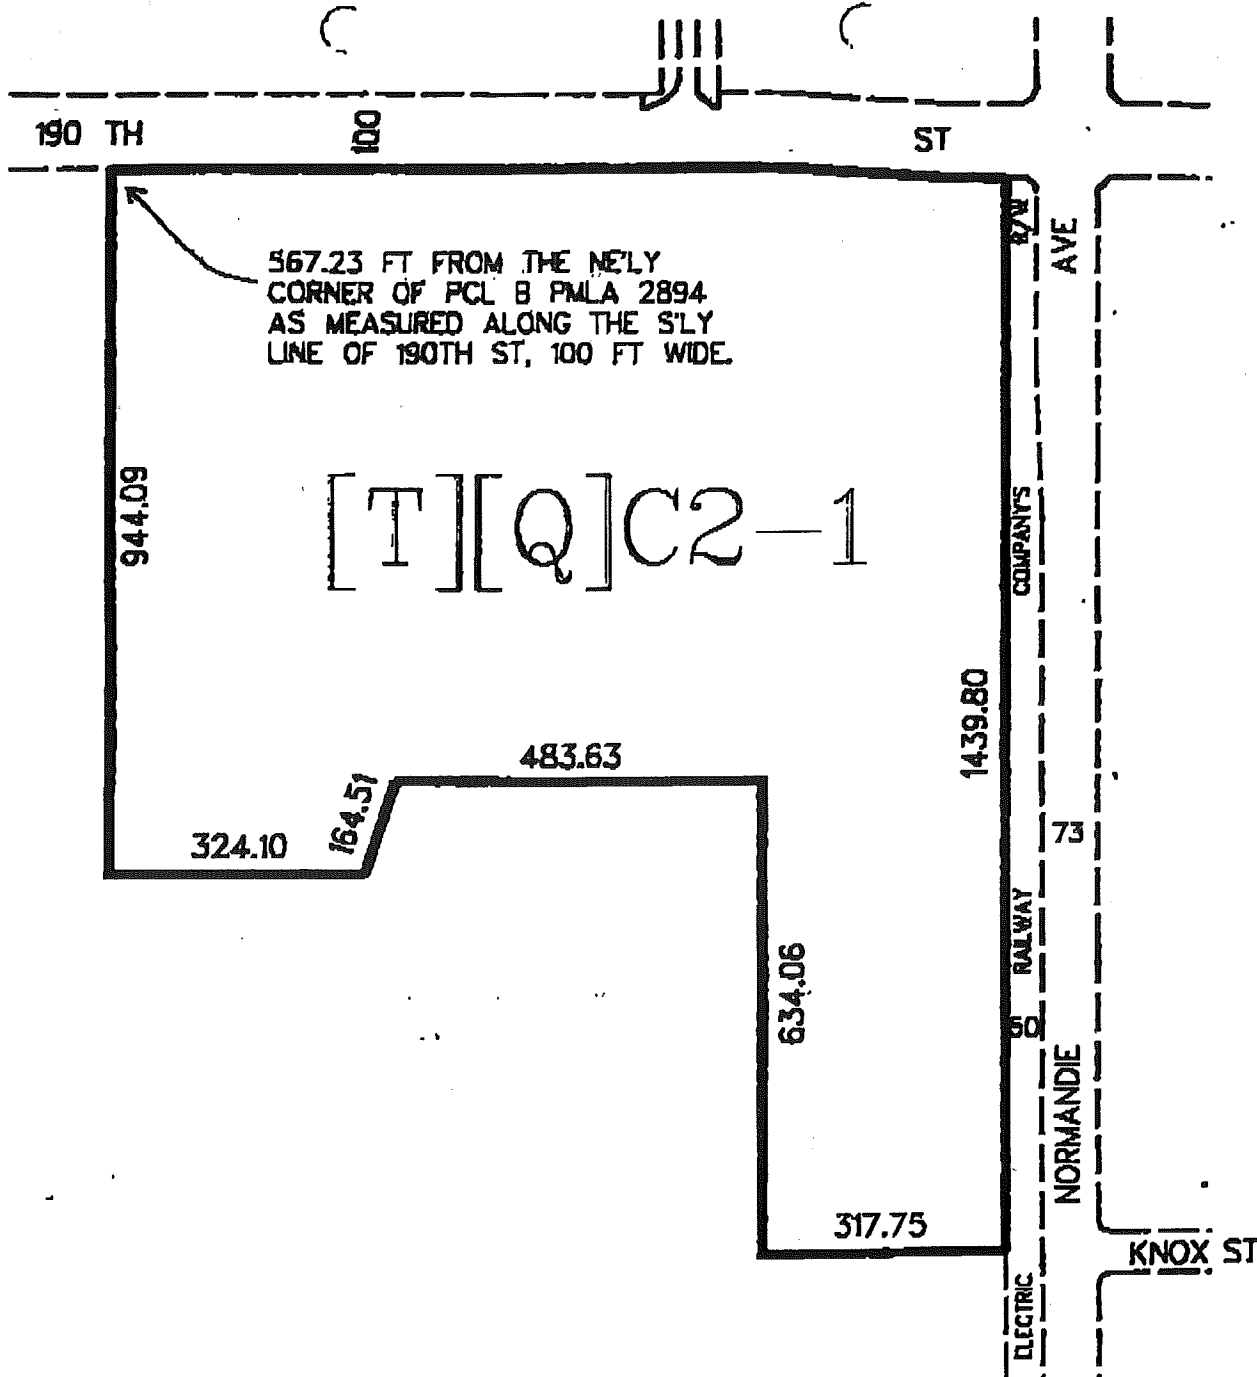 190 TH
100
ST
R/W
AVE
567.23 FT FROM THE NE'LY
CORNER OF PCL B PMLA 2894
AS MEASURED ALONG THE S'LY
LINE OF 190TH ST, 100 FT WIDE.
944.09
[T][Q]C2-1
COMPANY'S
1439.80
483.63
164.51
324.10
73
RAILWAY
634.06
50
NORMANDIE
317.75
KNOX ST
ELECTRIC